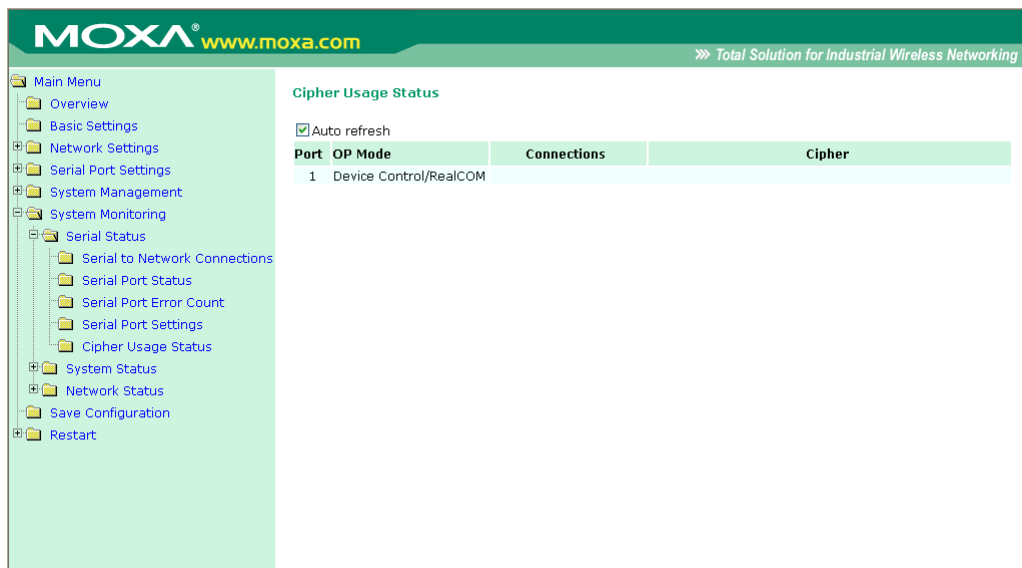 MOXA® www.moxa.com
Total Solution for Industrial Wireless Networking
Main Menu
Overview
Basic Settings
Network Settings
Serial Port Settings
System Management
System Monitoring
Serial Status
Serial to Network Connections
Serial Port Status
Serial Port Error Count
Serial Port Settings
Cipher Usage Status
System Status
Network Status
Save Configuration
Restart
Cipher Usage Status
Auto refresh
Port OP Mode Connections Cipher
1 Device Control/RealCOM